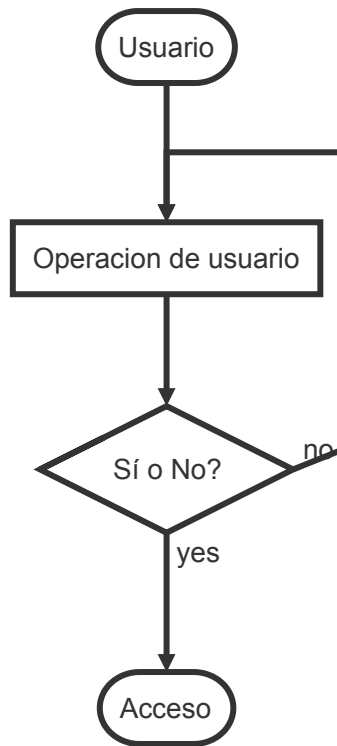 Usuario
Operacion de usuario
Sí o No?
no
yes
Acceso